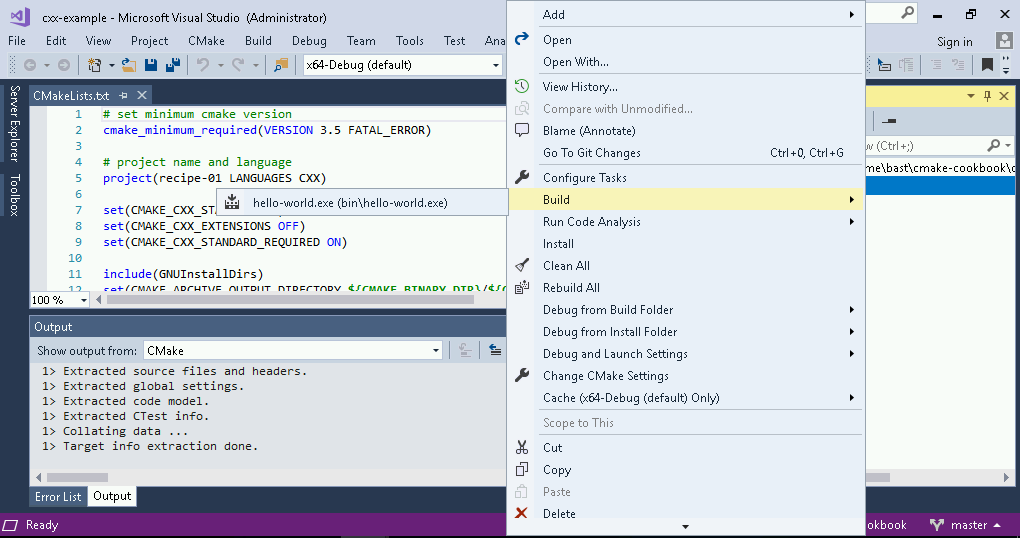 cxx-example - Microsoft Visual Studio (Administrator)
File Edit View Project CMake Build Debug Team Tools Test Ana
Sign in
x64-Debug (default)
Server Explorer
Toolbox
CMakeLists.txt
1 # set minimum cmake version
2 cmake_minimum_required(VERSION 3.5 FATAL_ERROR)
3
4 # project name and language
5 project(recipe-01 LANGUAGES CXX)
6
7 set(CMAKE_CXX_STA
8 set(CMAKE_CXX_EXTENSIONS OFF)
9 set(CMAKE_CXX_STANDARD_REQUIRED ON)
10
11 include(GNUInstallDirs)
12 set(CMAKE_ARCHIVE_OUTPUT_DIRECTORY ${CMAKE_BINARY_DIR}/${
hello-world.exe (bin\hello-world.exe)
100 %
Output
Show output from: CMake
1> Extracted source files and headers.
1> Extracted global settings.
1> Extracted code model.
1> Extracted CTest info.
1> Collating data ...
1> Target info extraction done.
Error List Output
Ready
Add
Open
Open With...
View History...
Compare with Unmodified...
Blame (Annotate)
Go To Git Changes Ctrl+0, Ctrl+G
Configure Tasks
Build
Run Code Analysis
Install
Clean All
Rebuild All
Debug from Build Folder
Debug from Install Folder
Debug and Launch Settings
Change CMake Settings
Cache (x64-Debug (default) Only)
Scope to This
Cut
Copy
Paste
Delete
(Ctrl+;)
me\bast\cmake-cookbook\
okbook master